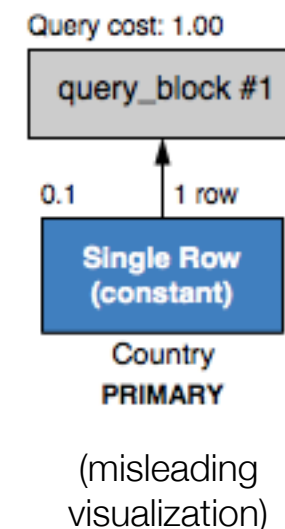 Query cost: 1.00
query_block #1
0.1
1 row
Single Row
(constant)
Country
PRIMARY
(misleading
visualization)